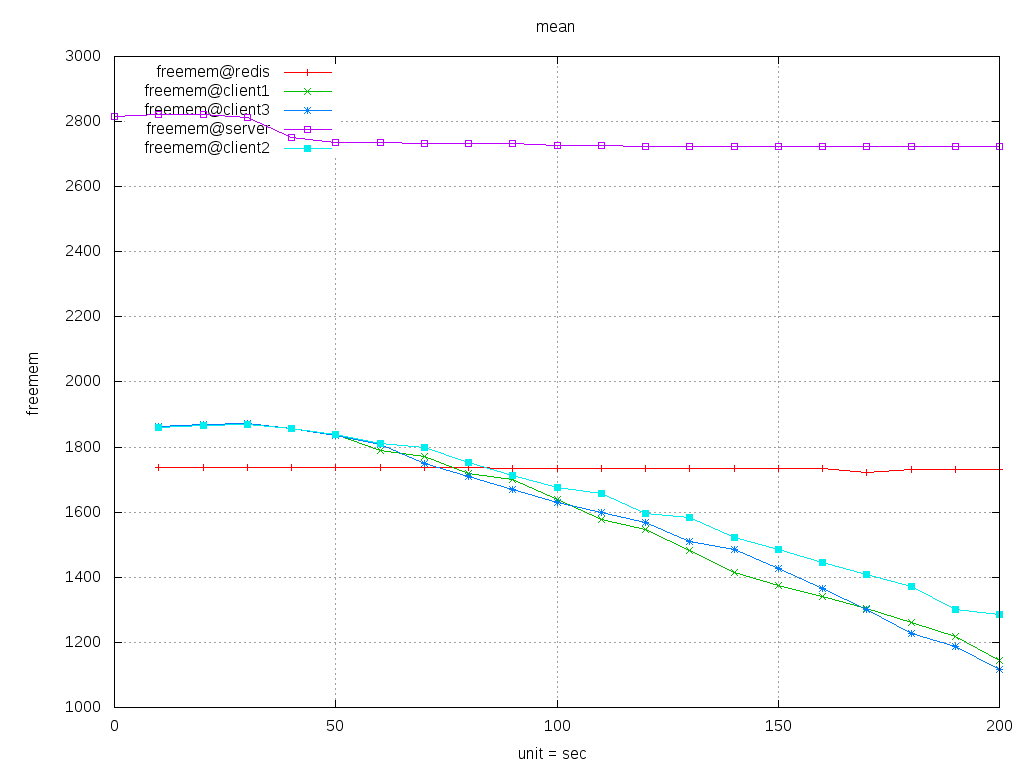 mean
3000
2800
2600
2400
2200
2000
1800
1600
1400
1200
1000
freemem
freemem@redis
freemem@client1
freemem@client3
freemem@server
freemem@client2
0
50
100
150
200
unit = sec